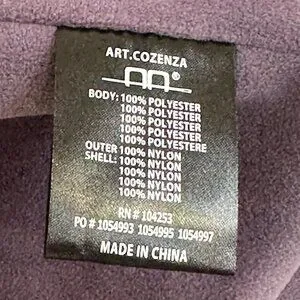 ART.COZENZA
®
BODY: 100% POLYESTER
100% POLYESTER
100% POLYESTER
100% POLYESTER
100% POLYESTERE
OUTER 100% NYLON
SHELL: 100% NYLON
100% NYLON
100% NYLON
100% NYLON
RN # 104253
PO # 1054993 1054995 1054997
MADE IN CHINA